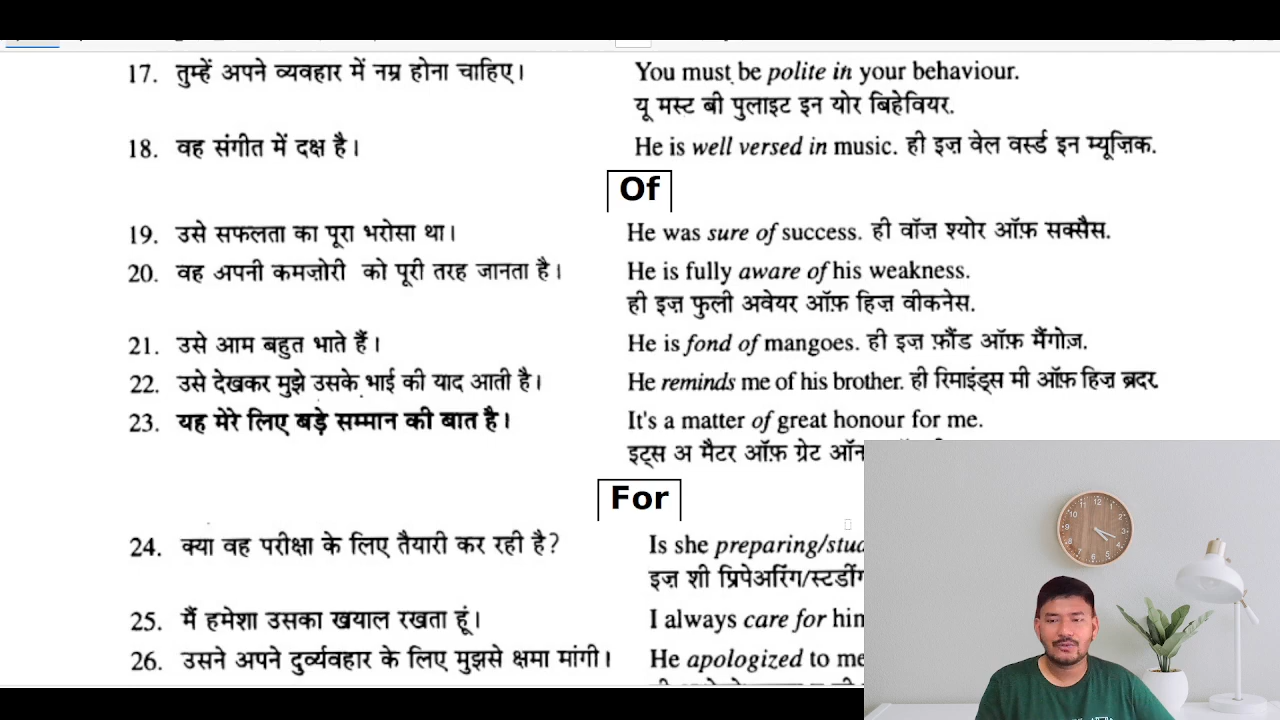 17. तुम्हें अपने व्यवहार में नम्र होना चाहिए। You must be polite in your behaviour.
यू मस्ट बी पुलाइट इन योर बिहेवियर.
18. वह संगीत में दक्ष है। He is well versed in music. ही इज़ वेल वर्स्ड इन म्यूज़िक.
Of
19. उसे सफलता का पूरा भरोसा था। He was sure of success. ही वॉज़ श्योर ऑफ़ सक्सैस.
20. वह अपनी कमज़ोरी को पूरी तरह जानता है। He is fully aware of his weakness.
ही इज़ फुली अवेयर ऑफ़ हिज़ वीकनेस.
21. उसे आम बहुत भाते हैं। He is fond of mangoes. ही इज़ फ़ौंड ऑफ़ मैंगोज़.
22. उसे देखकर मुझे उसके भाई की याद आती है। He reminds me of his brother. ही रिमाइंड्स मी ऑफ़ हिज़ ब्रदर.
23. यह मेरे लिए बड़े सम्मान की बात है। It's a matter of great honour for me.
इट्स अ मैटर ऑफ़ ग्रेट
For
24. क्या वह परीक्षा के लिए तैयारी कर रही है? Is she preparing/
इज़ शी प्रिपेअरिंग/स्टडींग
25. मैं हमेशा उसका खयाल रखता हूं। I always care for him
26. उसने अपने दुर्व्यवहार के लिए मुझसे क्षमा मांगी। He apologized to me